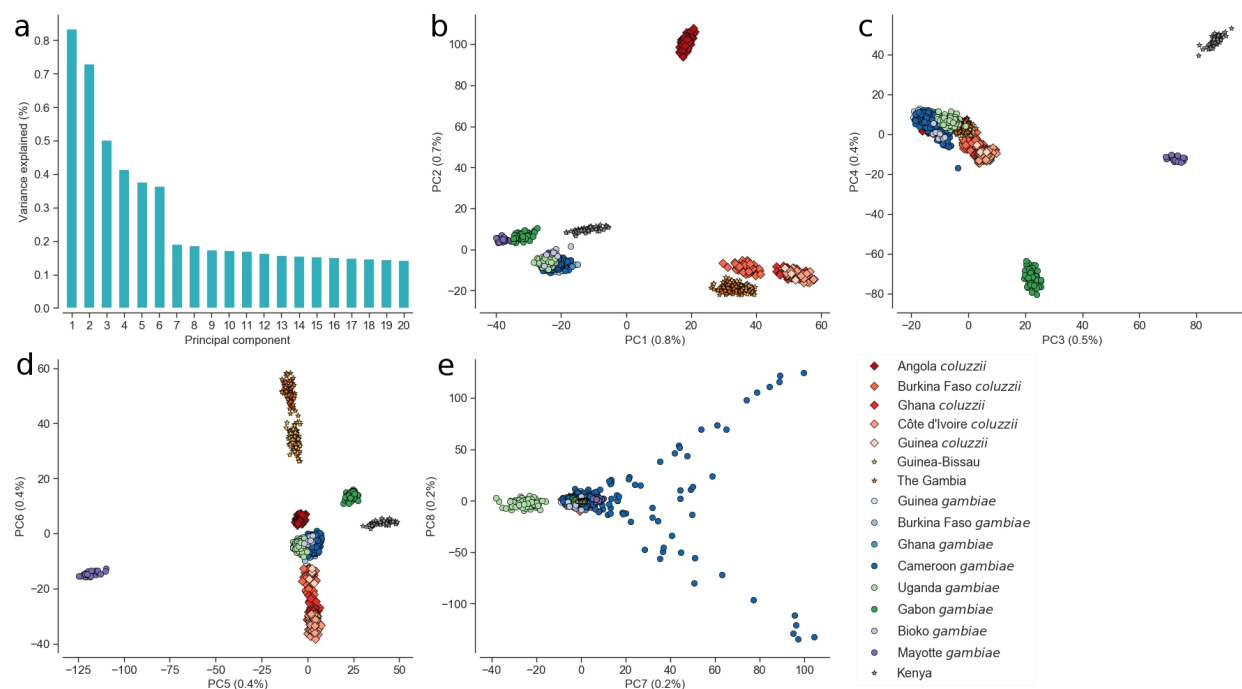 a
0.8
0.7
0.6
0.5
0.4
0.3
0.2
0.1
0.0
Variance explained (%)
1 2 3 4 5 6 7 8 9 10 11 12 13 14 15 16 17 18 19 20
Principal component
b
100
80
60
40
20
0
−20
PC2 (0.7%)
−40 −20 0 20 40 60
PC1 (0.8%)
c
40
20
0
−20
−40
−60
−80
PC4 (0.4%)
−20 0 20 40 60 80
PC3 (0.5%)
d
60
40
20
0
−20
−40
PC6 (0.4%)
−125 −100 −75 −50 −25 0 25 50
PC5 (0.4%)
e
100
50
0
−50
−100
PC8 (0.2%)
−40 −20 0 20 40 60 80 100
PC7 (0.2%)
Angola coluzzii
Burkina Faso coluzzii
Ghana coluzzii
Côte d'Ivoire coluzzii
Guinea coluzzii
Guinea-Bissau
The Gambia
Guinea gambiae
Burkina Faso gambiae
Ghana gambiae
Cameroon gambiae
Uganda gambiae
Gabon gambiae
Bioko gambiae
Mayotte gambiae
Kenya